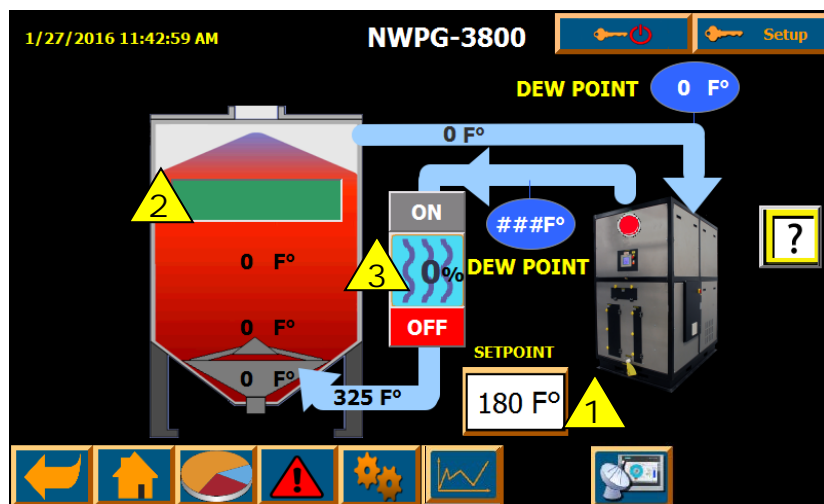 1/27/2016 11:42:59 AM
NWPG-3800
Setup
DEW POINT
0 F°
0 F°
2
ON
###F°
DEW POINT
?
0 F°
3
0%
0 F°
OFF
SETPOINT
0 F°
325 F°
180 F°
1